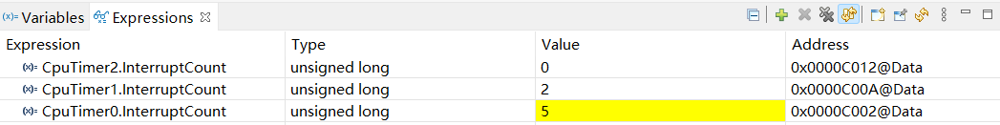 (x)= Variables Expressions
Expression Type Value Address
(x)= CpuTimer2.InterruptCount unsigned long 0 0x0000C012@Data
(x)= CpuTimer1.InterruptCount unsigned long 2 0x0000C00A@Data
(x)= CpuTimer0.InterruptCount unsigned long 5 0x0000C002@Data